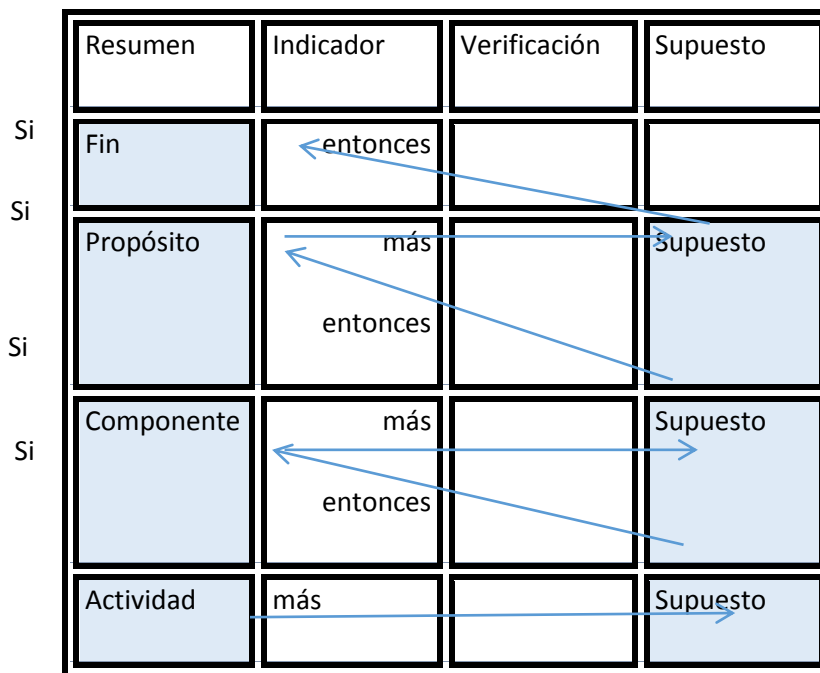 Resumen Indicador Verificación Supuesto
Si Fin entonces
Si
Propósito más Supuesto
entonces
Si
Componente más Supuesto
Si
entonces
Actividad más Supuesto